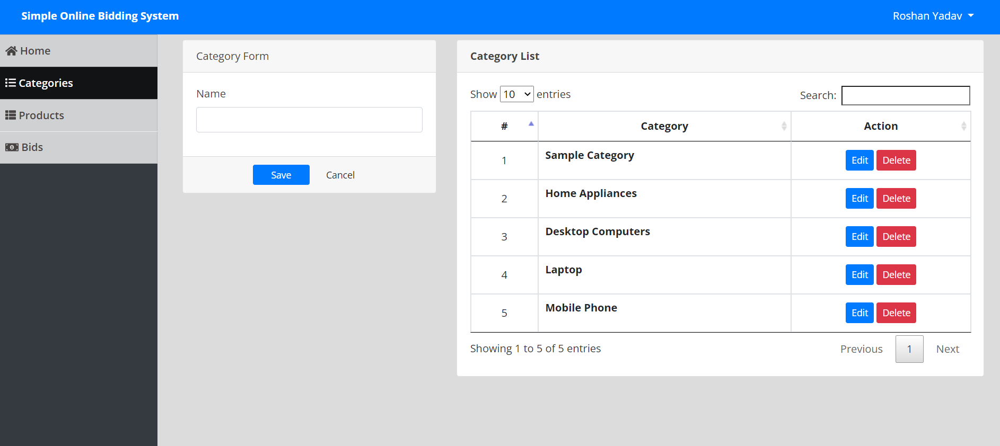 Simple Online Bidding System
Roshan Yadav
Home
Categories
Products
Bids
Category Form
Name
Save Cancel
Category List
Show 10 entries
Search:
# Category Action
1 Sample Category Edit Delete
2 Home Appliances Edit Delete
3 Desktop Computers Edit Delete
4 Laptop Edit Delete
5 Mobile Phone Edit Delete
Showing 1 to 5 of 5 entries
Previous 1 Next